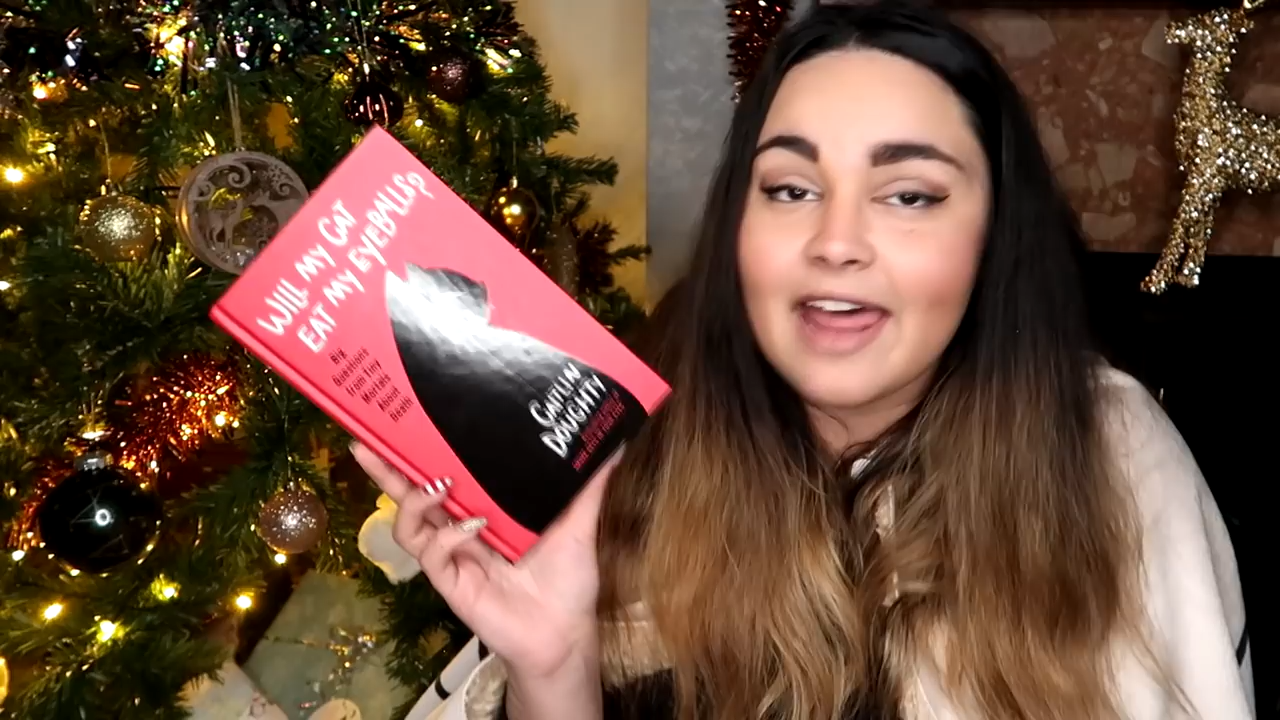 WILL MY CAT
EAT MY EYEBALLS?
Big
Questions
from Tiny
Mortals
About
Death
CAITLIN
DOUGHTY